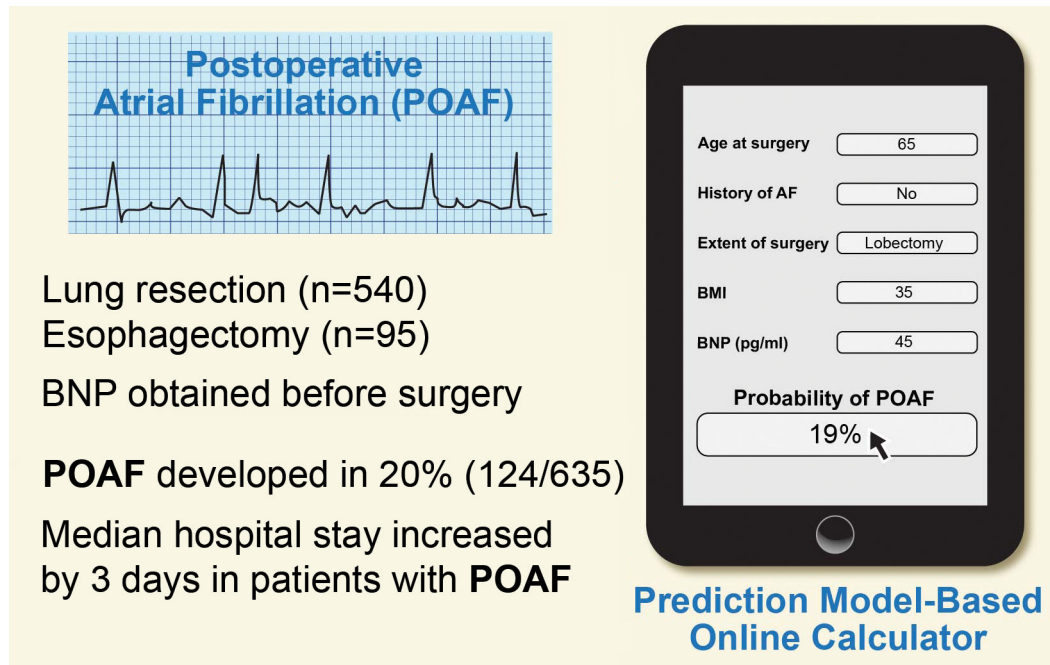 Postoperative
Atrial Fibrillation (POAF)
Lung resection (n=540)
Esophagectomy (n=95)
BNP obtained before surgery
POAF developed in 20% (124/635)
Median hospital stay increased
by 3 days in patients with POAF
Age at surgery 65
History of AF No
Extent of surgery Lobectomy
BMI 35
BNP (pg/ml) 45
Probability of POAF
19%
Prediction Model-Based
Online Calculator